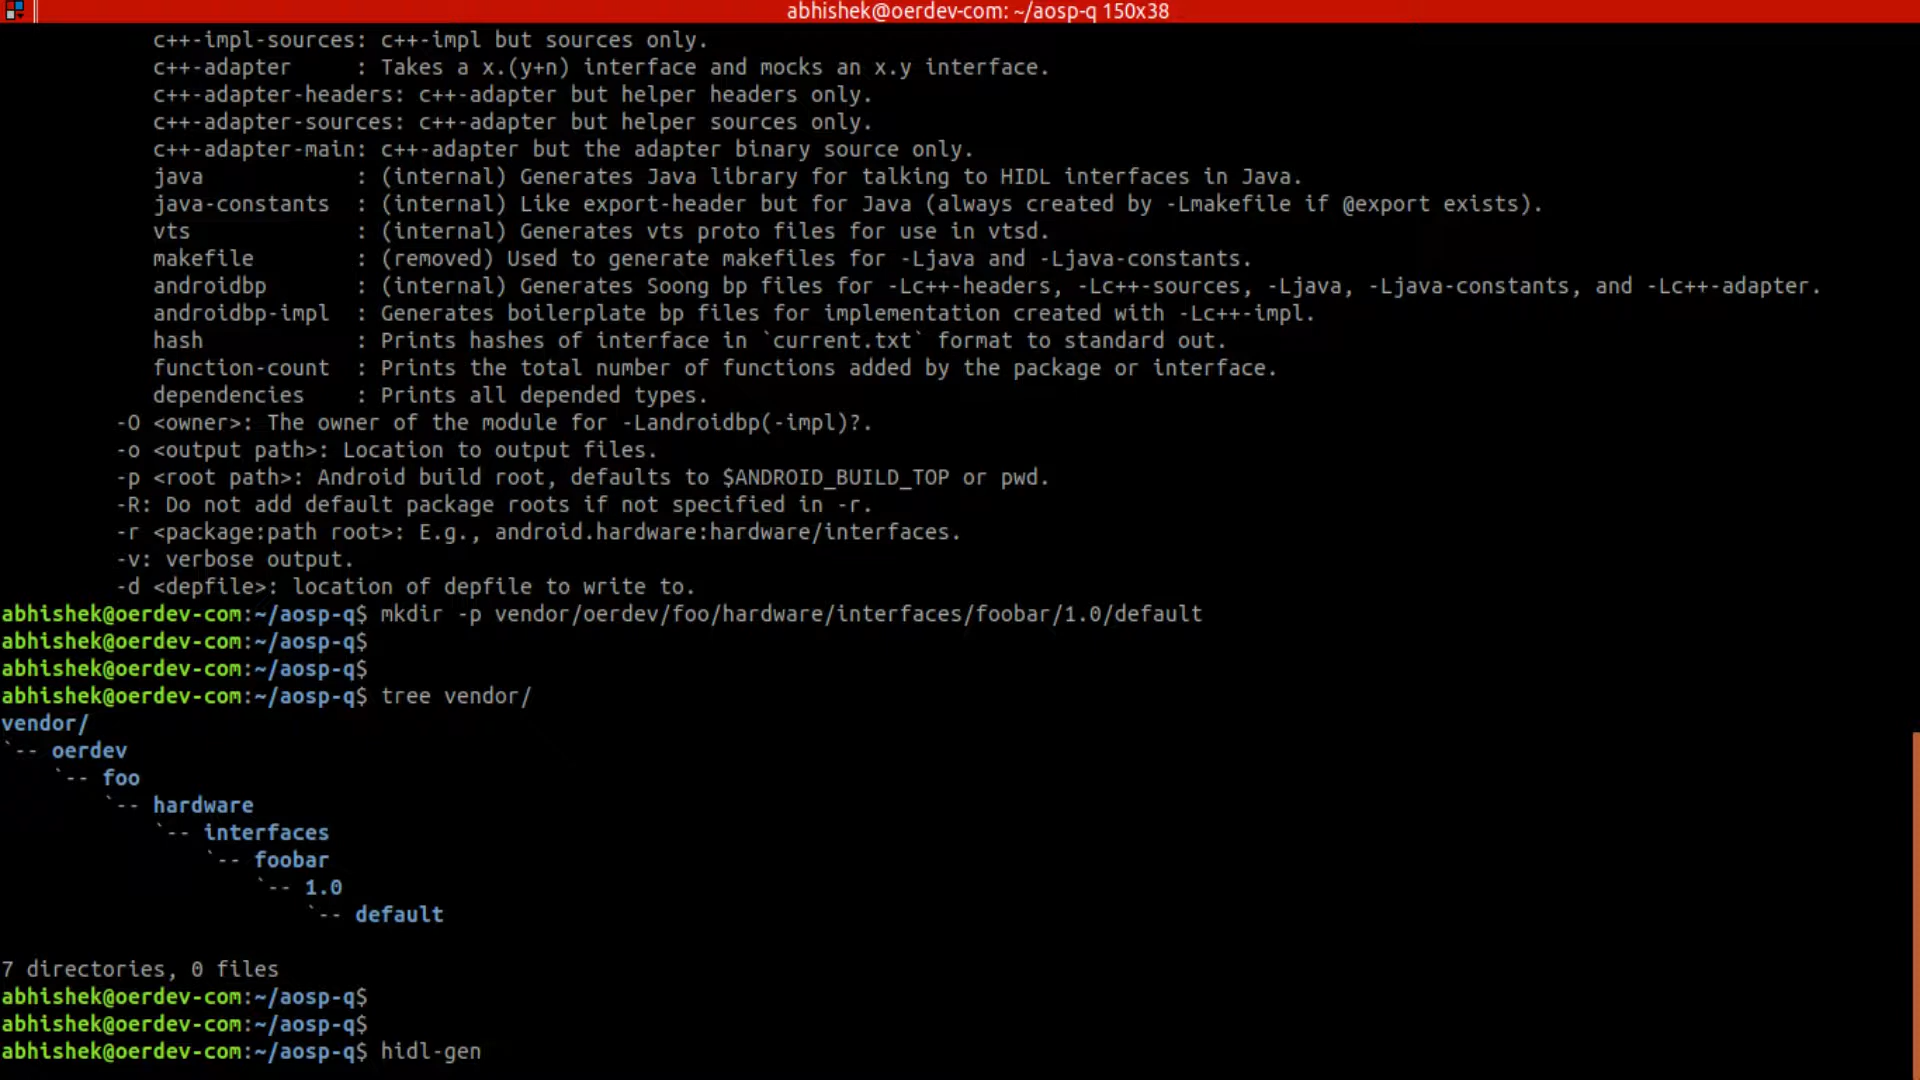 abhishek@oerdev-com: ~/aosp-q 150x38
c++-impl-sources: c++-impl but sources only.
c++-adapter     : Takes a x.(y+n) interface and mocks an x.y interface.
c++-adapter-headers: c++-adapter but helper headers only.
c++-adapter-sources: c++-adapter but helper sources only.
c++-adapter-main: c++-adapter but the adapter binary source only.
java            : (internal) Generates Java library for talking to HIDL interfaces in Java.
java-constants  : (internal) Like export-header but for Java (always created by -Lmakefile if @export exists).
vts             : (internal) Generates vts proto files for use in vtsd.
makefile        : (removed) Used to generate makefiles for -Ljava and -Ljava-constants.
androidbp       : (internal) Generates Soong bp files for -Lc++-headers, -Lc++-sources, -Ljava, -Ljava-constants, and -Lc++-adapter.
androidbp-impl  : Generates boilerplate bp files for implementation created with -Lc++-impl.
hash            : Prints hashes of interface in `current.txt` format to standard out.
function-count  : Prints the total number of functions added by the package or interface.
dependencies    : Prints all depended types.
-O <owner>: The owner of the module for -Landroidbp(-impl)?.
-o <output path>: Location to output files.
-p <root path>: Android build root, defaults to $ANDROID_BUILD_TOP or pwd.
-R: Do not add default package roots if not specified in -r.
-r <package:path root>: E.g., android.hardware:hardware/interfaces.
-v: verbose output.
-d <depfile>: location of depfile to write to.
abhishek@oerdev-com:~/aosp-q$ mkdir -p vendor/oerdev/foo/hardware/interfaces/foobar/1.0/default
abhishek@oerdev-com:~/aosp-q$
abhishek@oerdev-com:~/aosp-q$
abhishek@oerdev-com:~/aosp-q$ tree vendor/
vendor/
`-- oerdev
    `-- foo
        `-- hardware
            `-- interfaces
                `-- foobar
                    `-- 1.0
                        `-- default
7 directories, 0 files
abhishek@oerdev-com:~/aosp-q$
abhishek@oerdev-com:~/aosp-q$
abhishek@oerdev-com:~/aosp-q$ hidl-gen